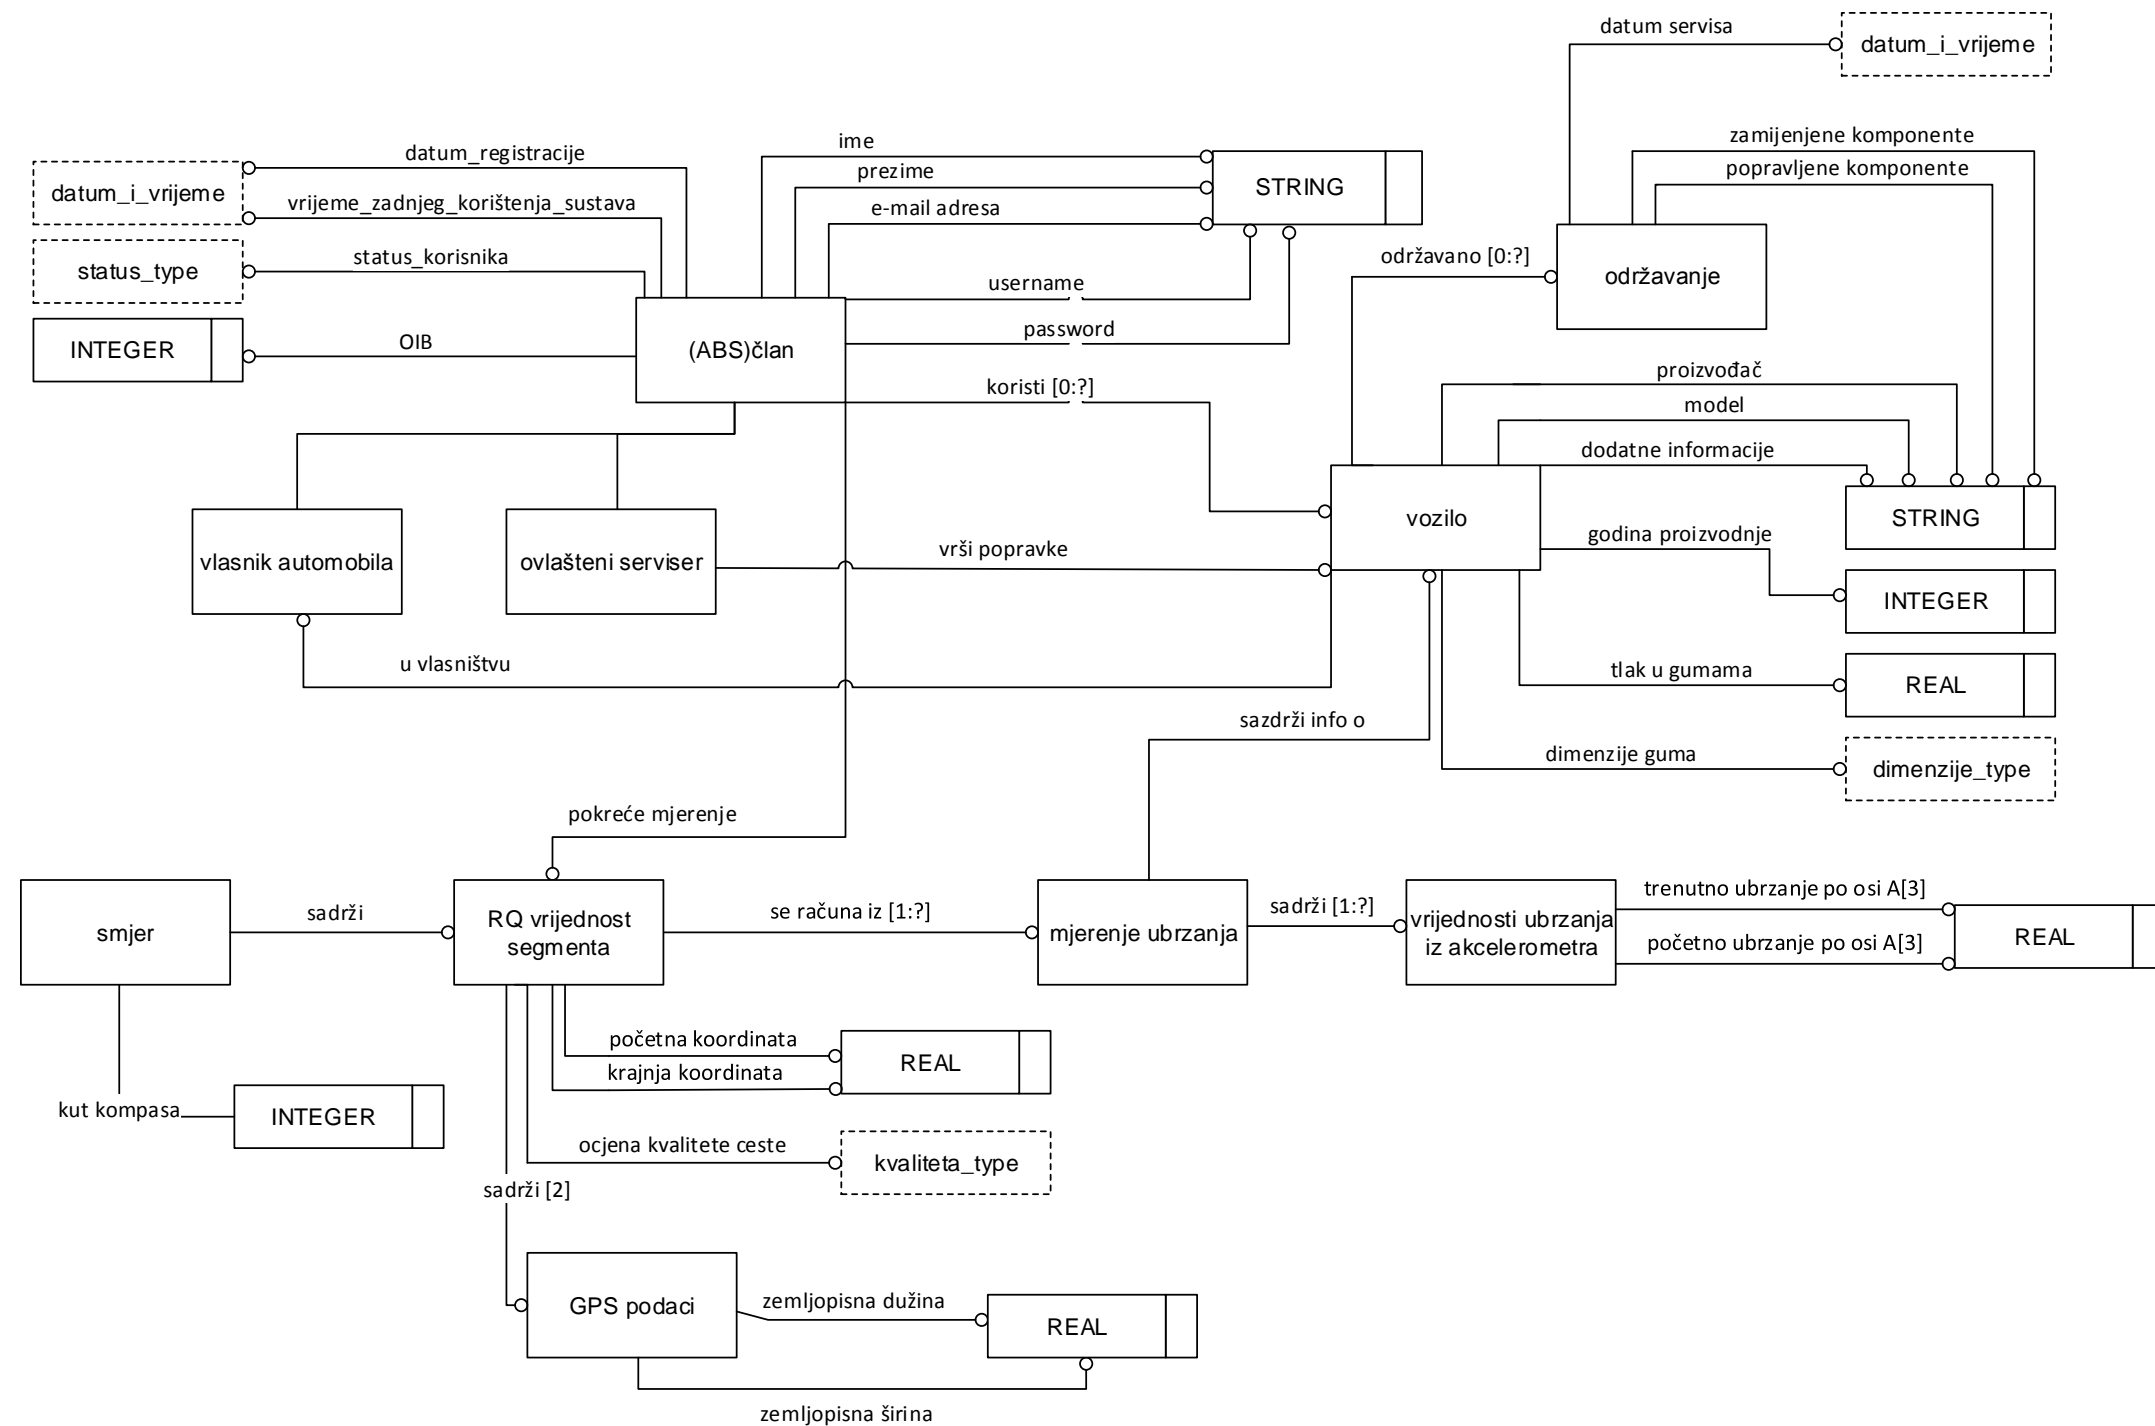 datum servisa
datum_i_vrijeme
zamijenjene komponente
popravljene komponente
ime
prezime
e-mail adresa
STRING
datum_registracije
datum_i_vrijeme
vrijeme_zadnjeg_korištenja_sustava
status_type
status_korisnika
održavano [0:?]
održavanje
username
password
INTEGER
OIB
(ABS)član
koristi [0:?]
proizvođač
model
dodatne informacije
vozilo
STRING
godina proizvodnje
vlasnik automobila
ovlašteni serviser
vrši popravke
INTEGER
u vlasništvu
tlak u gumama
REAL
sazdrži info o
dimenzije guma
dimenzije_type
pokreće mjerenje
smjer
sadrži
RQ vrijednost
segmenta
se računa iz [1:?]
mjerenje ubrzanja
sadrži [1:?]
vrijednosti ubrzanja
iz akcelerometra
trenutno ubrzanje po osi A[3]
početno ubrzanje po osi A[3]
REAL
početna koordinata
krajnja koordinata
REAL
kut kompasa
INTEGER
ocjena kvalitete ceste
kvaliteta_type
sadrži [2]
GPS podaci
zemljopisna dužina
REAL
zemljopisna širina